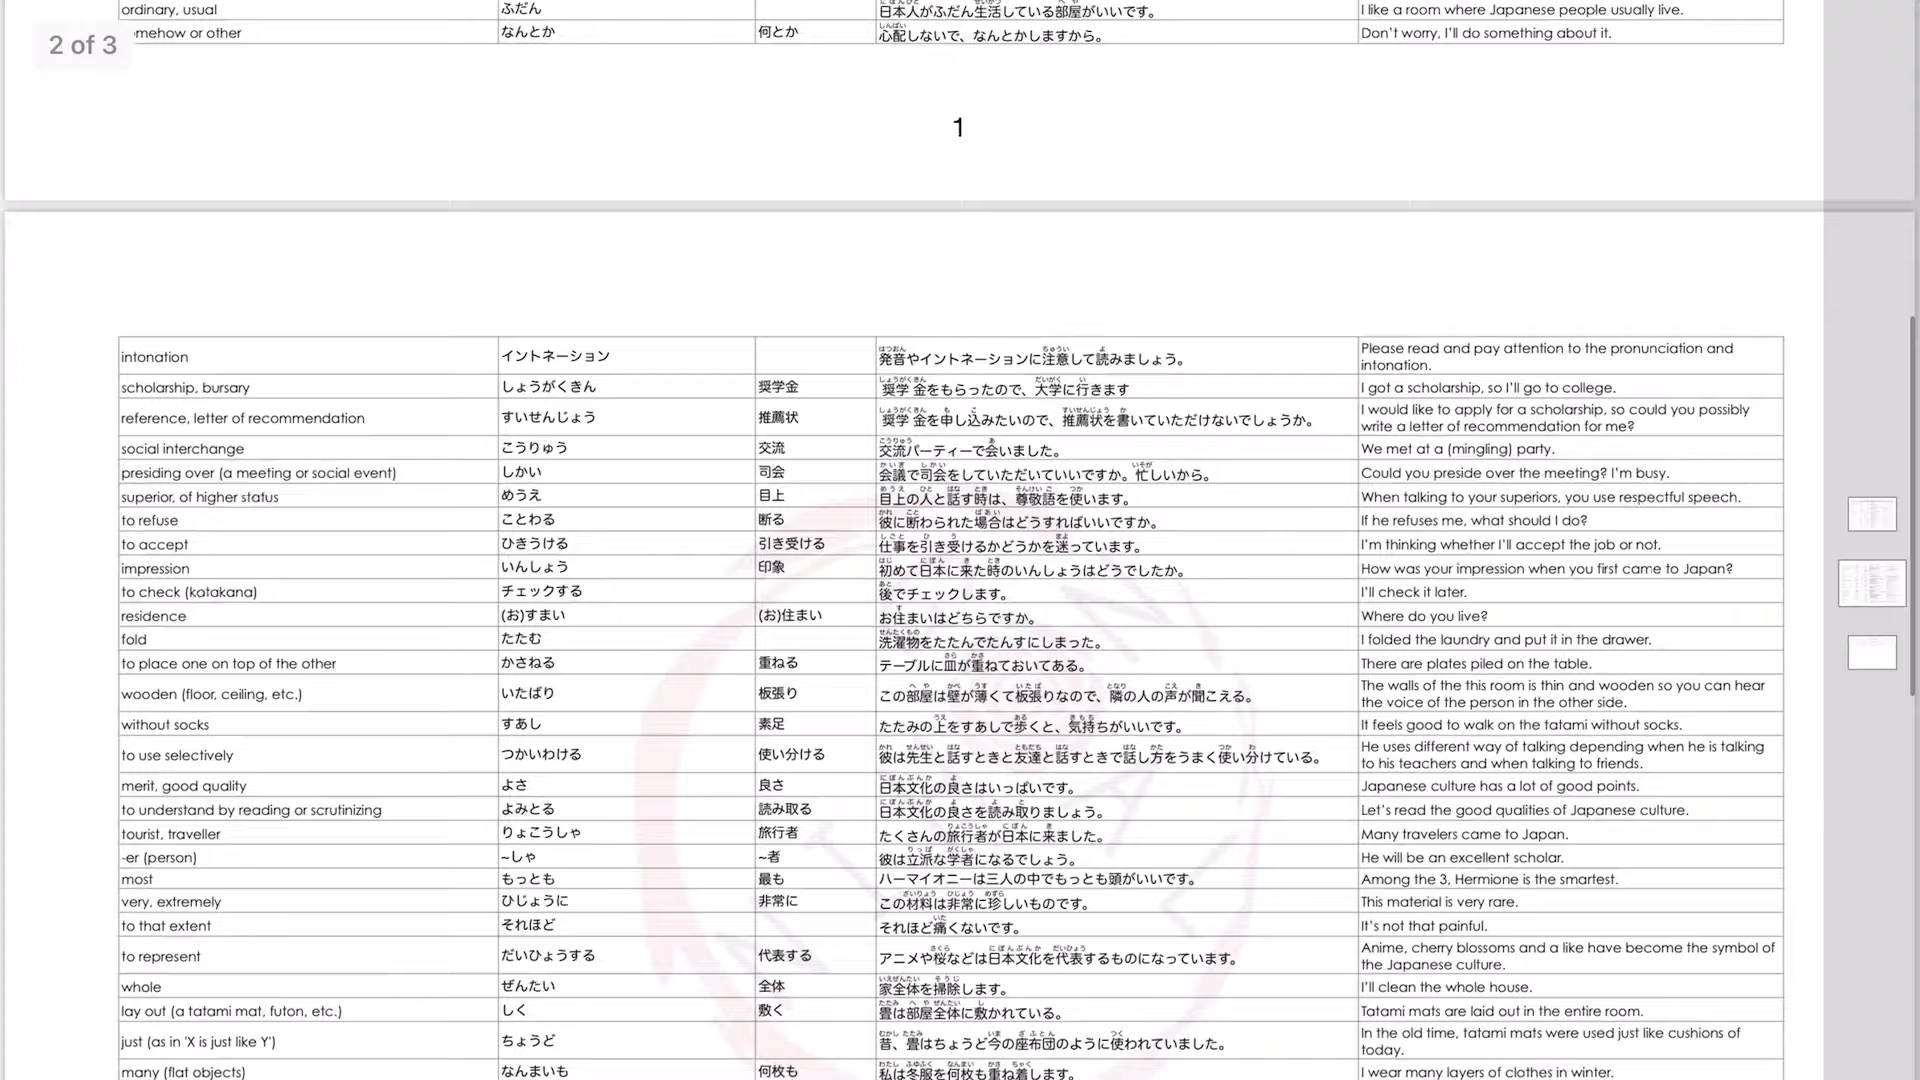 ordinary, usual ふだん 日本人がふだん生活している部屋がいいです。 I like a room where Japanese people usually live.
2 of 3
mehow or other なんとか 何とか 心配しないで、なんとかしますから。 Don't worry, I'll do something about it.
1
intonation イントネーション 発音やイントネーションに注意して読みましょう。 Please read and pay attention to the pronunciation and
intonation.
scholarship, bursary しょうがくきん 奨学金 奨学金をもらったので、大学に行きます I got a scholarship, so I'll go to college.
reference, letter of recommendation すいせんじょう 推薦状 奨学金を申し込みたいので、推薦状を書いていただけないでしょうか。 I would like to apply for a scholarship, so could you possibly
write a letter of recommendation for me?
social interchange こうりゅう 交流 交流パーティーで会いました。 We met at a (mingling) party.
presiding over (a meeting or social event) しかい 司会 会議で司会をしていただいていいですか。忙しいから。 Could you preside over the meeting? I'm busy.
superior, of higher status めうえ 目上 目上の人と話す時は、尊敬語を使います。 When talking to your superiors, you use respectful speech.
to refuse ことわる 断る 彼に断わられた場合はどうすればいいですか。 If he refuses me, what should I do?
to accept ひきうける 引き受ける 仕事を引き受けるかどうかを迷っています。 I'm thinking whether I'll accept the job or not.
impression いんしょう 印象 初めて日本に来た時のいんしょうはどうでしたか。 How was your impression when you first came to Japan?
to check (katakana) チェックする 後でチェックします。 I'll check it later.
residence (お)すまい (お)住まい お住まいはどちらですか。 Where do you live?
fold たたむ 洗濯物をたたんでたんすにしまった。 I folded the laundry and put it in the drawer.
to place one on top of the other かさねる 重ねる テーブルに皿が重ねておいてある。 There are plates piled on the table.
wooden (floor, ceiling, etc.) いたばり 板張り この部屋は壁が薄くて板張りなので、隣の人の声が聞こえる。 The walls of the this room is thin and wooden so you can hear
the voice of the person in the other side.
without socks すあし 素足 たたみの上をすあしで歩くと、気持ちがいいです。 It feels good to walk on the tatami without socks.
to use selectively つかいわける 使い分ける 彼は先生と話すときと友達と話すときで話し方をうまく使い分けている。 He uses different way of talking depending when he is talking
to his teachers and when talking to friends.
merit, good quality よさ 良さ 日本文化の良さはいっぱいです。 Japanese culture has a lot of good points.
to understand by reading or scrutinizing よみとる 読み取る 日本文化の良さを読み取りましょう。 Let's read the good qualities of Japanese culture.
tourist, traveller りょこうしゃ 旅行者 たくさんの旅行者が日本に来ました。 Many travelers came to Japan.
-er (person) ~しゃ ~者 彼は立派な学者になるでしょう。 He will be an excellent scholar.
most もっとも 最も ハーマイオニーは三人の中でもっとも頭がいいです。 Among the 3, Hermione is the smartest.
very, extremely ひじょうに 非常に この材料は非常に珍しいものです。 This material is very rare.
to that extent それほど それほど痛くないです。 It's not that painful.
to represent だいひょうする 代表する アニメや桜などは日本文化を代表するものになっています。 Anime, cherry blossoms and a like have become the symbol of
the Japanese culture.
whole ぜんたい 全体 家全体を掃除します。 I'll clean the whole house.
lay out (a tatami mat, futon, etc.) しく 敷く 畳は部屋全体に敷かれている。 Tatami mats are laid out in the entire room.
just (as in 'X is just like Y') ちょうど 昔、畳はちょうど今の座布団のように使われていました。 In the old time, tatami mats were used just like cushions of
today.
many (flat objects) なんまいも 何枚も 私は冬服を何枚も重ね着します。 I wear many layers of clothes in winter.